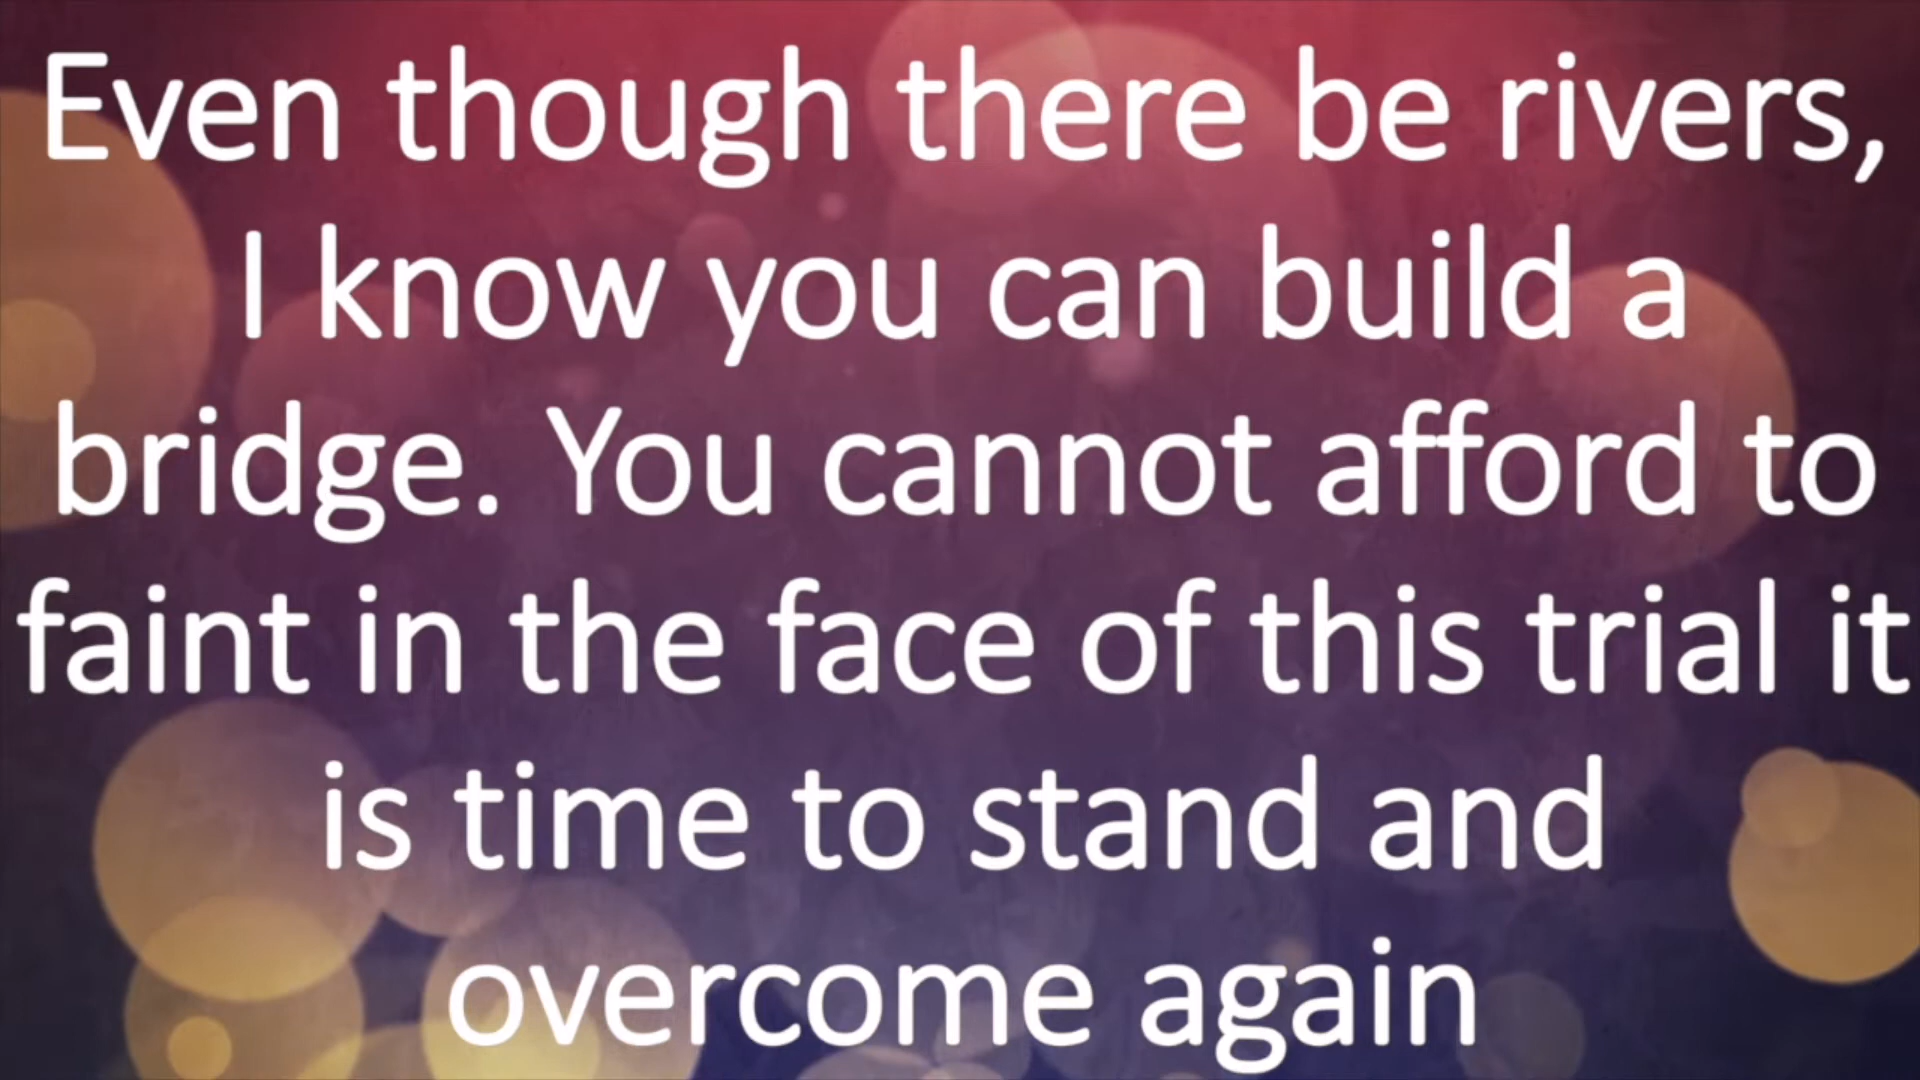 Even though there be rivers,
I know you can build a
bridge. You cannot afford to
faint in the face of this trial it
is time to stand and
overcome again